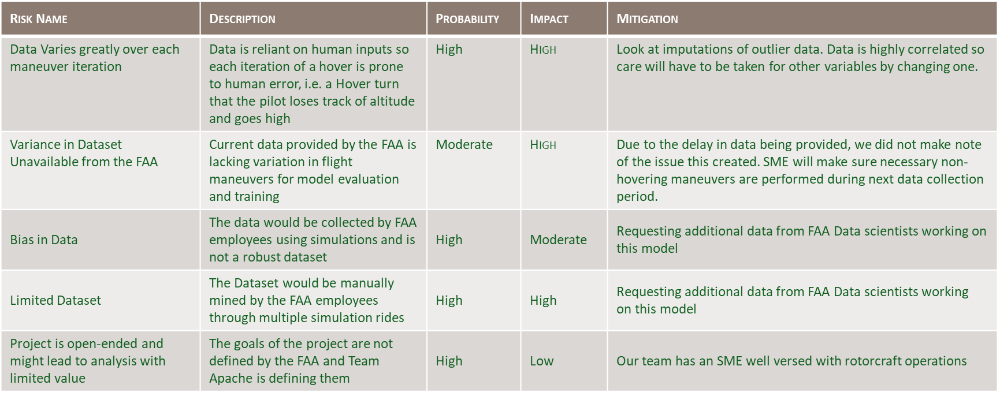 RISK NAME
DESCRIPTION
PROBABILITY
IMPACT
MITIGATION
Data Varies greatly over each
maneuver iteration
Data is reliant on human inputs so
each iteration of a hover is prone
to human error, i.e. a Hover turn
that the pilot loses track of altitude
and goes high
High
HIGH
Look at imputations of outlier data. Data is highly correlated so
care will have to be taken for other variables by changing one.
Variance in Dataset
Unavailable from the FAA
Current data provided by the FAA is
lacking variation in flight
maneuvers for model evaluation
and training
Moderate
HIGH
Due to the delay in data being provided, we did not make note
of the issue this created. SME will make sure necessary non-
hovering maneuvers are performed during next data collection
period.
Bias in Data
The data would be collected by FAA
employees using simulations and is
not a robust dataset
High
Moderate
Requesting additional data from FAA Data scientists working on
this model
Limited Dataset
The Dataset would be manually
mined by the FAA employees
through multiple simulation rides
High
High
Requesting additional data from FAA Data scientists working
on this model
Project is open-ended and
might lead to analysis with
limited value
The goals of the project are not
defined by the FAA and Team
Apache is defining them
High
Low
Our team has an SME well versed with rotorcraft operations